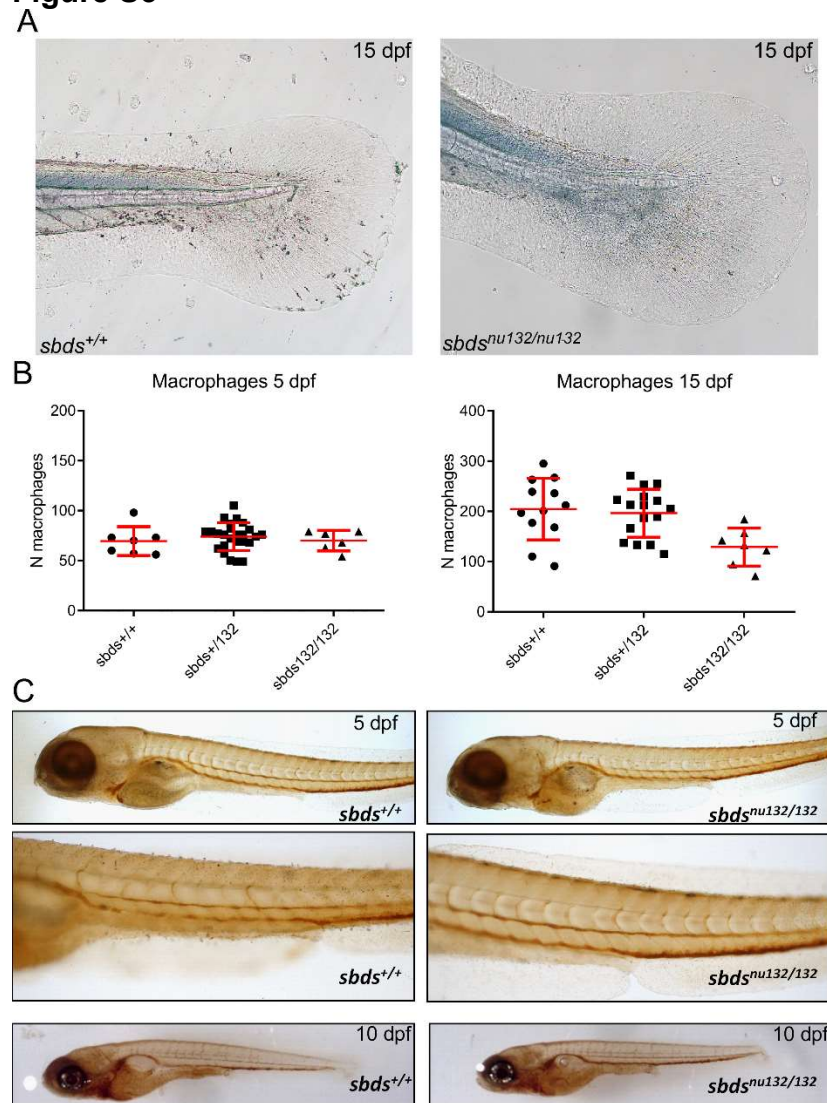 A
15 dpf
15 dpf
sbds+/+
sbdsnu132/nu132
B
Macrophages 5 dpf
Macrophages 15 dpf
N macrophages
200
150
100
50
0
sbds+/+
sbds+/132
sbds132/132
N macrophages
400
300
200
100
0
sbds+/+
sbds+/132
sbds132/132
C
5 dpf
5 dpf
sbds+/+
sbdsnu132/132
sbds+/+
sbdsnu132/132
10 dpf
10 dpf
sbds+/+
sbdsnu132/132